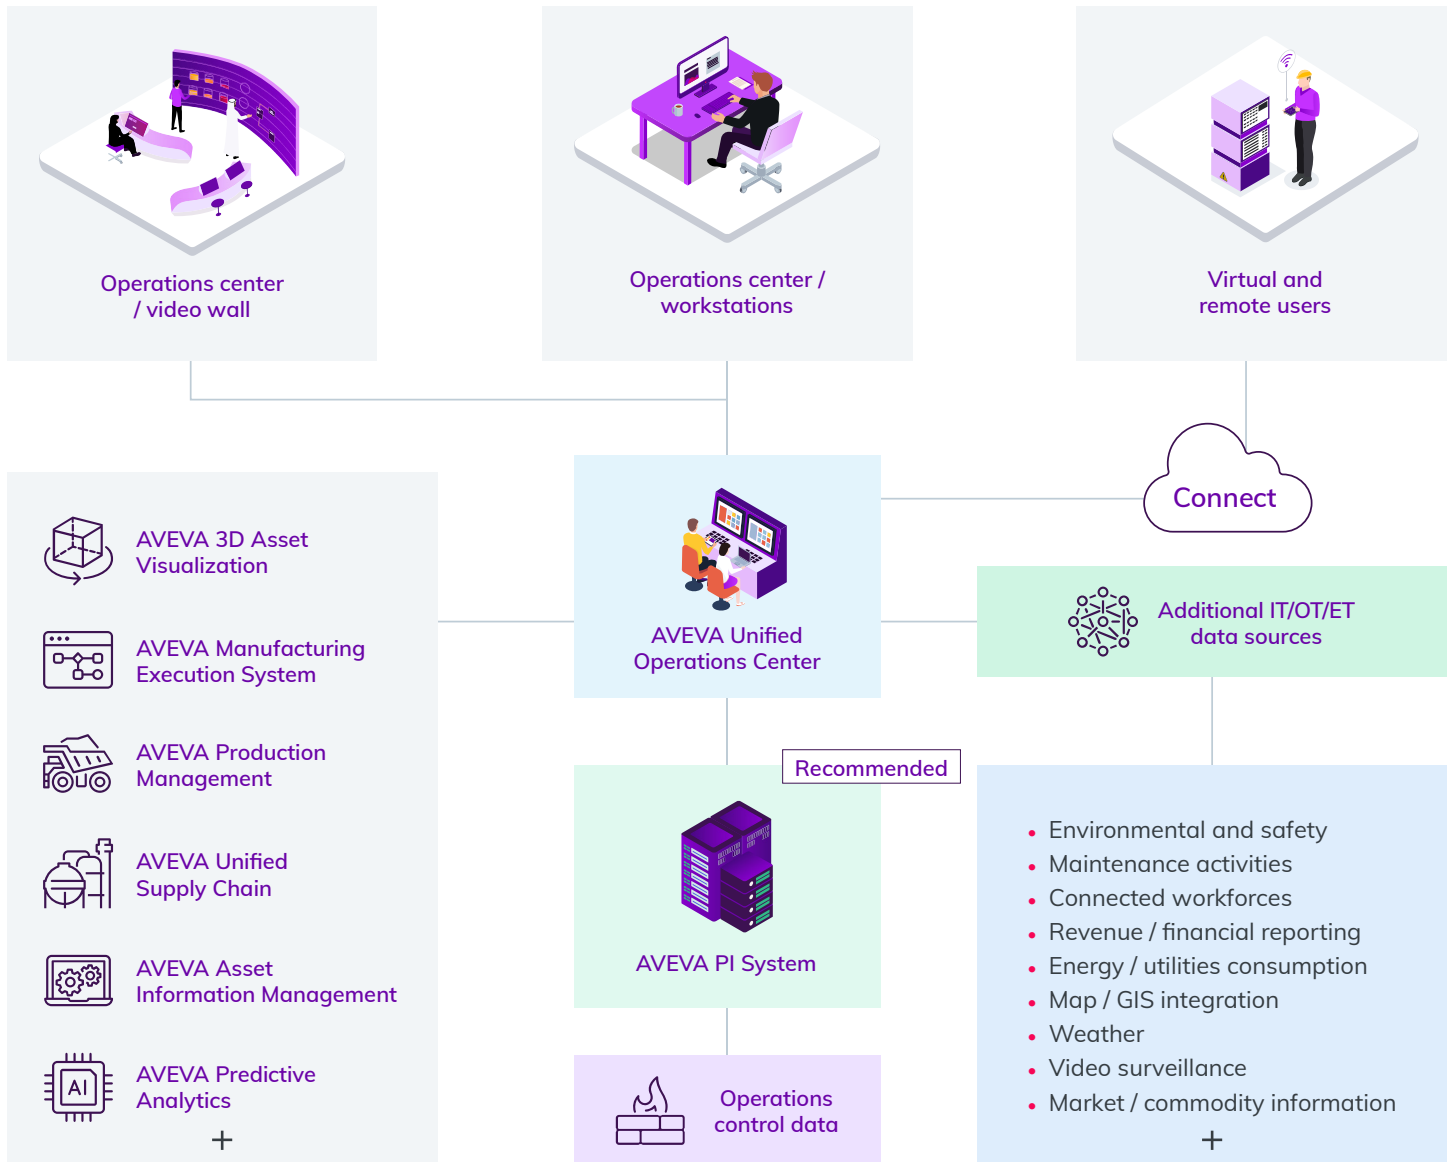 Operations center
/ video wall
Operations center /
workstations
Virtual and
remote users
Connect
AVEVA 3D Asset
Visualization
AVEVA Manufacturing
Execution System
AVEVA Production
Management
AVEVA Unified
Supply Chain
AVEVA Asset
Information Management
AI
AVEVA Predictive
Analytics
+
AVEVA Unified
Operations Center
Recommended
AVEVA PI System
Operations
control data
Additional IT/OT/ET
data sources
• Environmental and safety
• Maintenance activities
• Connected workforces
• Revenue / financial reporting
• Energy / utilities consumption
• Map / GIS integration
• Weather
• Video surveillance
• Market / commodity information
+